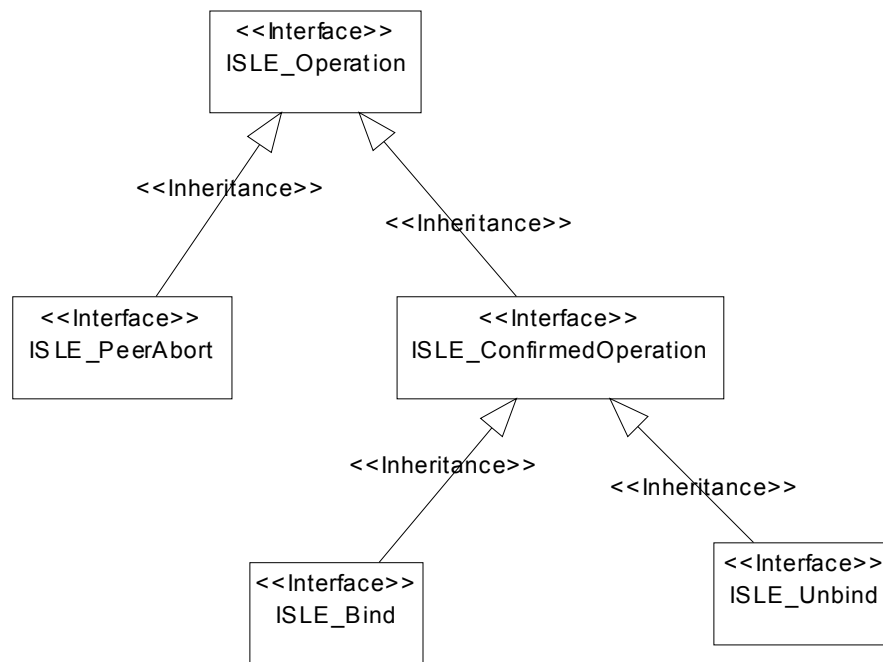 <<Interface>>
ISLE_Operation
<<Inheritance>>
<<Inheritance>>
<<Interface>>
ISLE_PeerAbort
<<Interface>>
ISLE_ConfirmedOperation
<<Inheritance>>
<<Inheritance>>
<<Interface>>
ISLE_Bind
<<Interface>>
ISLE_Unbind